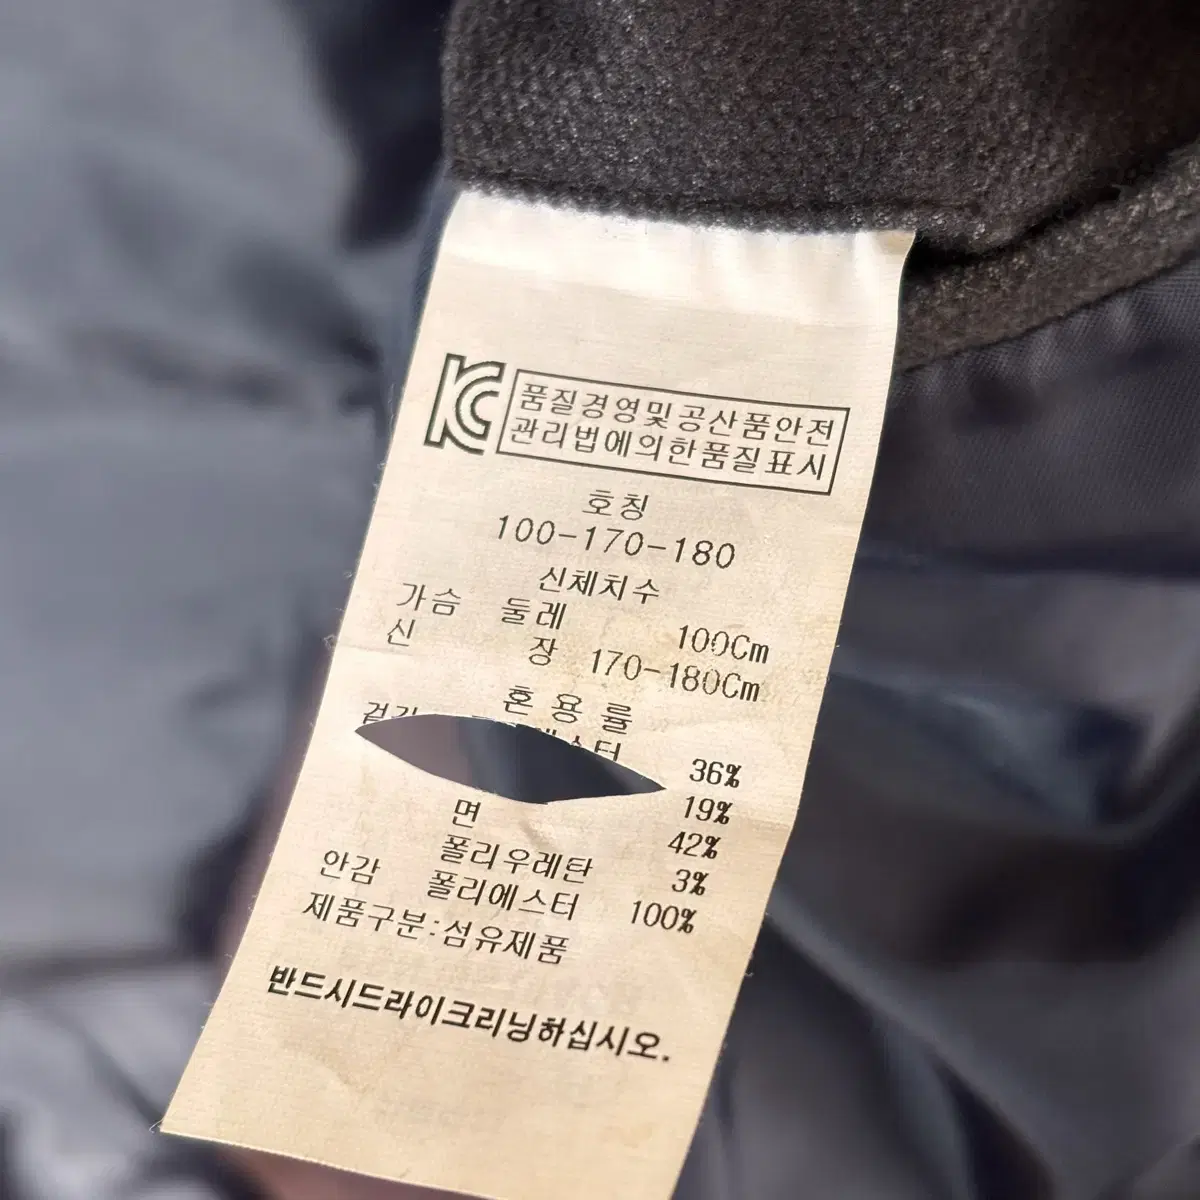 KC
품질경영및공산품안전
관리법에의한품질표시
호칭
100-170-180
신체치수
가슴 둘레 100Cm
신 장 170-180Cm
혼용률
36%
19%
면 42%
폴리우레탄 3%
안감 폴리에스터 100%
제품구분:섬유제품
반드시드라이크리닝하십시오.